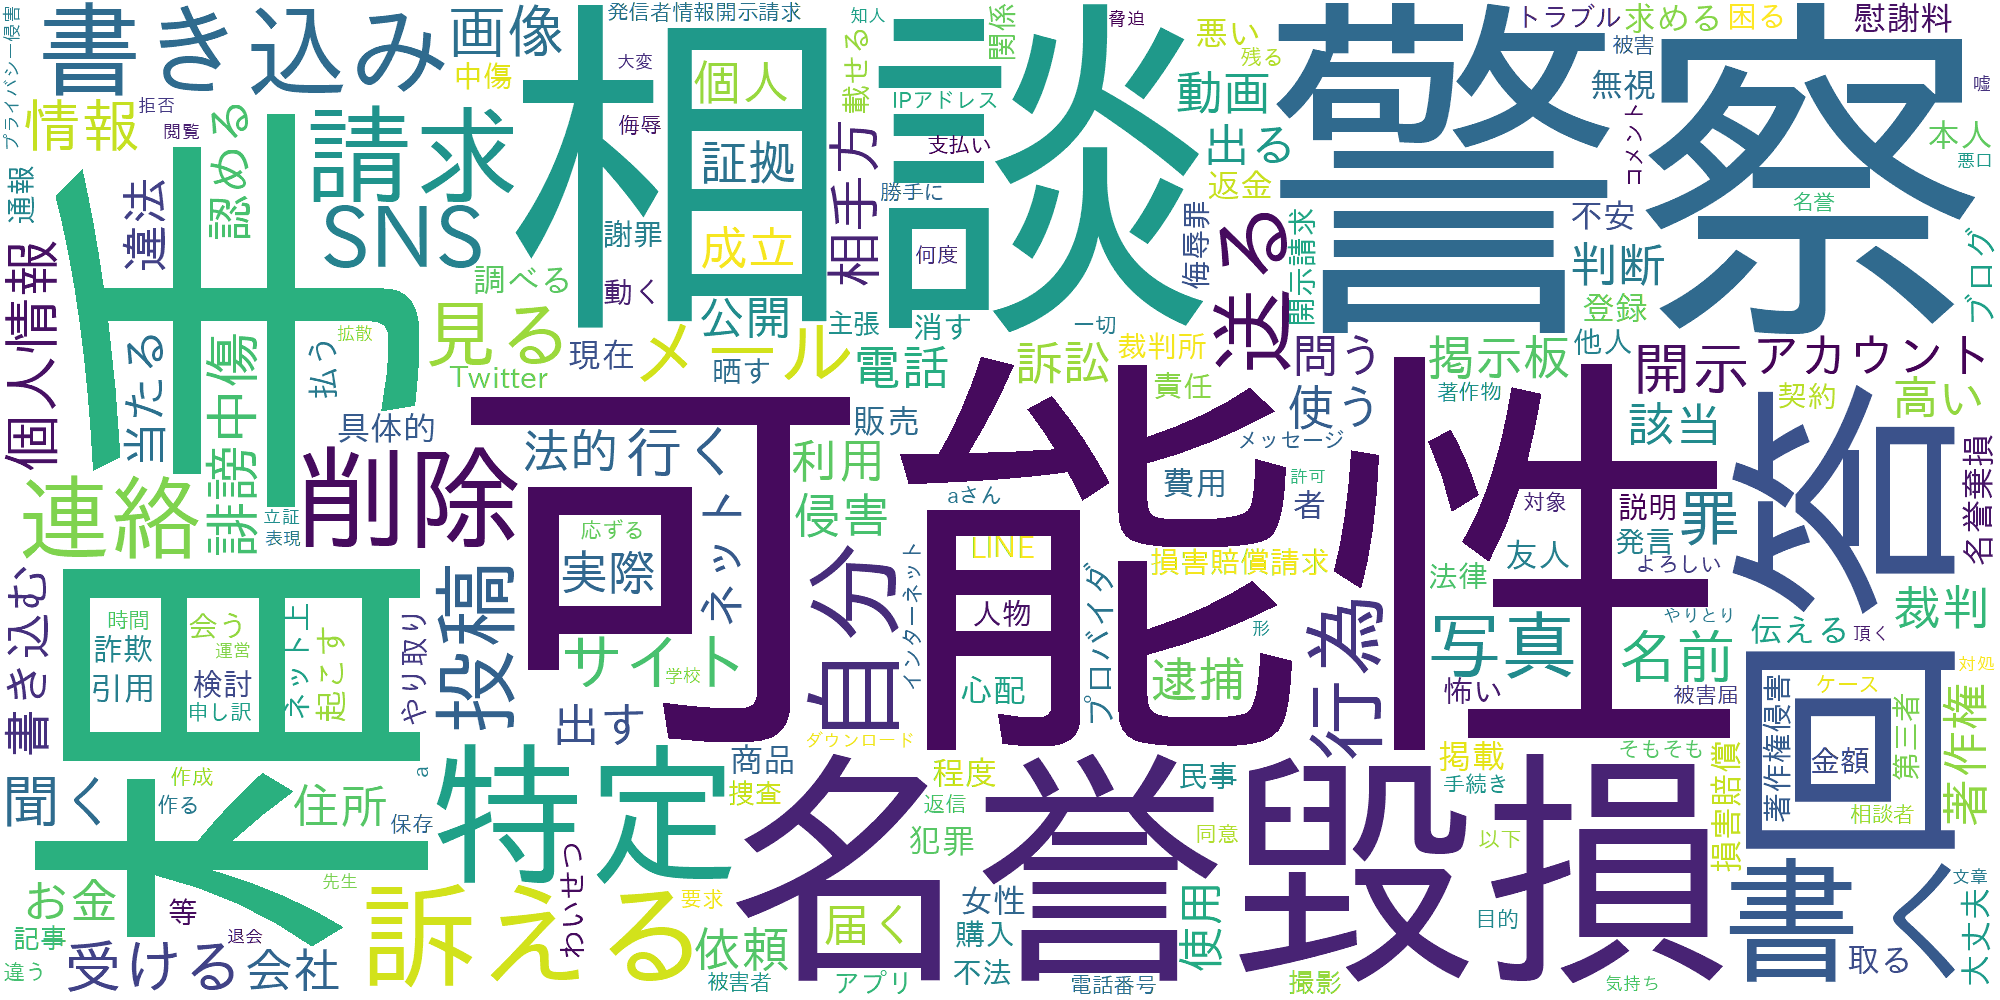 書き込み
画像
発信者情報開示請求
知人
関係
脅迫
悪い
トラブル
求める
困る
慰謝料
プライバシー侵害
情報
拒否
閲覧
中傷
大変
相談
個人
載せる
IPアドレス
動画
残る
警察
被害
無視
嘘
コメント
本人
悪口
通報
違法
認める
請求
侮辱
証拠
相手方
支払い
出る
返金
勝手に
SNS
謝罪
成立
何度
侮辱罪
送る
開示請求
不安
判断
名誉
ブログ
個人情報
相手
調べる
動く
公開
主張
消す
一切
登録
当たる
誹謗中傷
拡散
払う
見る
Twitter
現在
メール
晒す
電話
訴訟
裁判所
責任
問う
使う
掲示板
他人
著作物
開示
アカウント
契約
高い
具体的
可能性
販売
法的
行く
利用
メッセージ
該当
回答
名誉棄損
連絡
削除
ネット
侵害
aさん
費用
許可
者
対象
説明
罪
立証
表現
応ずる
実際
自分
LINE
損害賠償請求
友人
発言
法律
よろしい
裁判
書き込む
本当
時間
詐欺
引用
会う
運営
検討
申し訳
ネット上
起こす
やり取り
投稿
サイト
学校
インターネット
人物
心配
プロバイダ
形
逮捕
行為
写真
怖い
名前
やりとり
伝える
頂く
被害届
著作権侵害
ケース
対処
金額
第三者
著作権
聞く
作成
作る
a
住所
保存
特定
出す
商品
捜査
ダウンロード
程度
返信
犯罪
民事
同意
掲載
手続き
以下
そもそも
損害賠償
相談者
名誉毀損
お金
記事
違う
等
退会
先生
受ける
会社
訴える
わいせつ
要求
依頼
被害者
届く
アプリ
女性
購入
不法
電話番号
使用
撮影
目的
気持ち
書く
取る
文章
大丈夫